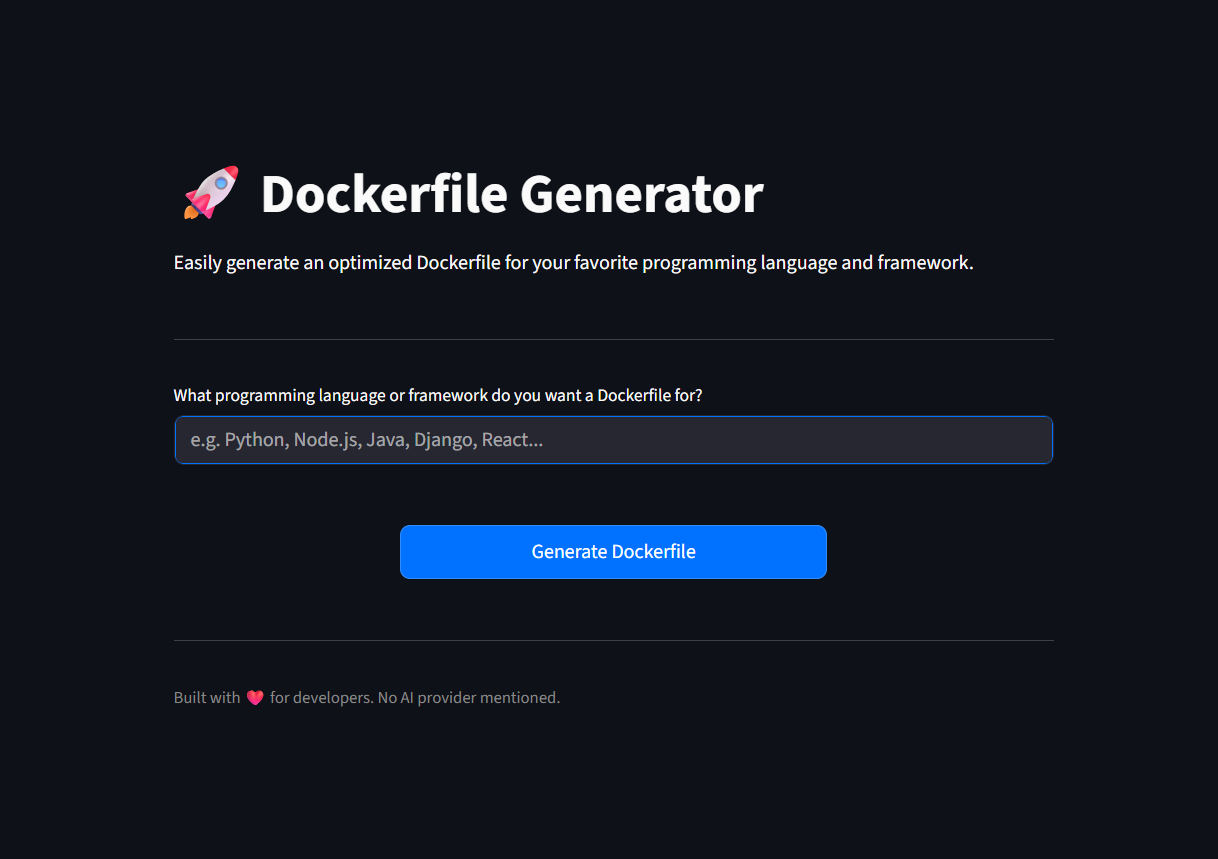 🚀 Dockerfile Generator
Easily generate an optimized Dockerfile for your favorite programming language and framework.
What programming language or framework do you want a Dockerfile for?
e.g. Python, Node.js, Java, Django, React...
Generate Dockerfile
Built with ❤️ for developers. No AI provider mentioned.